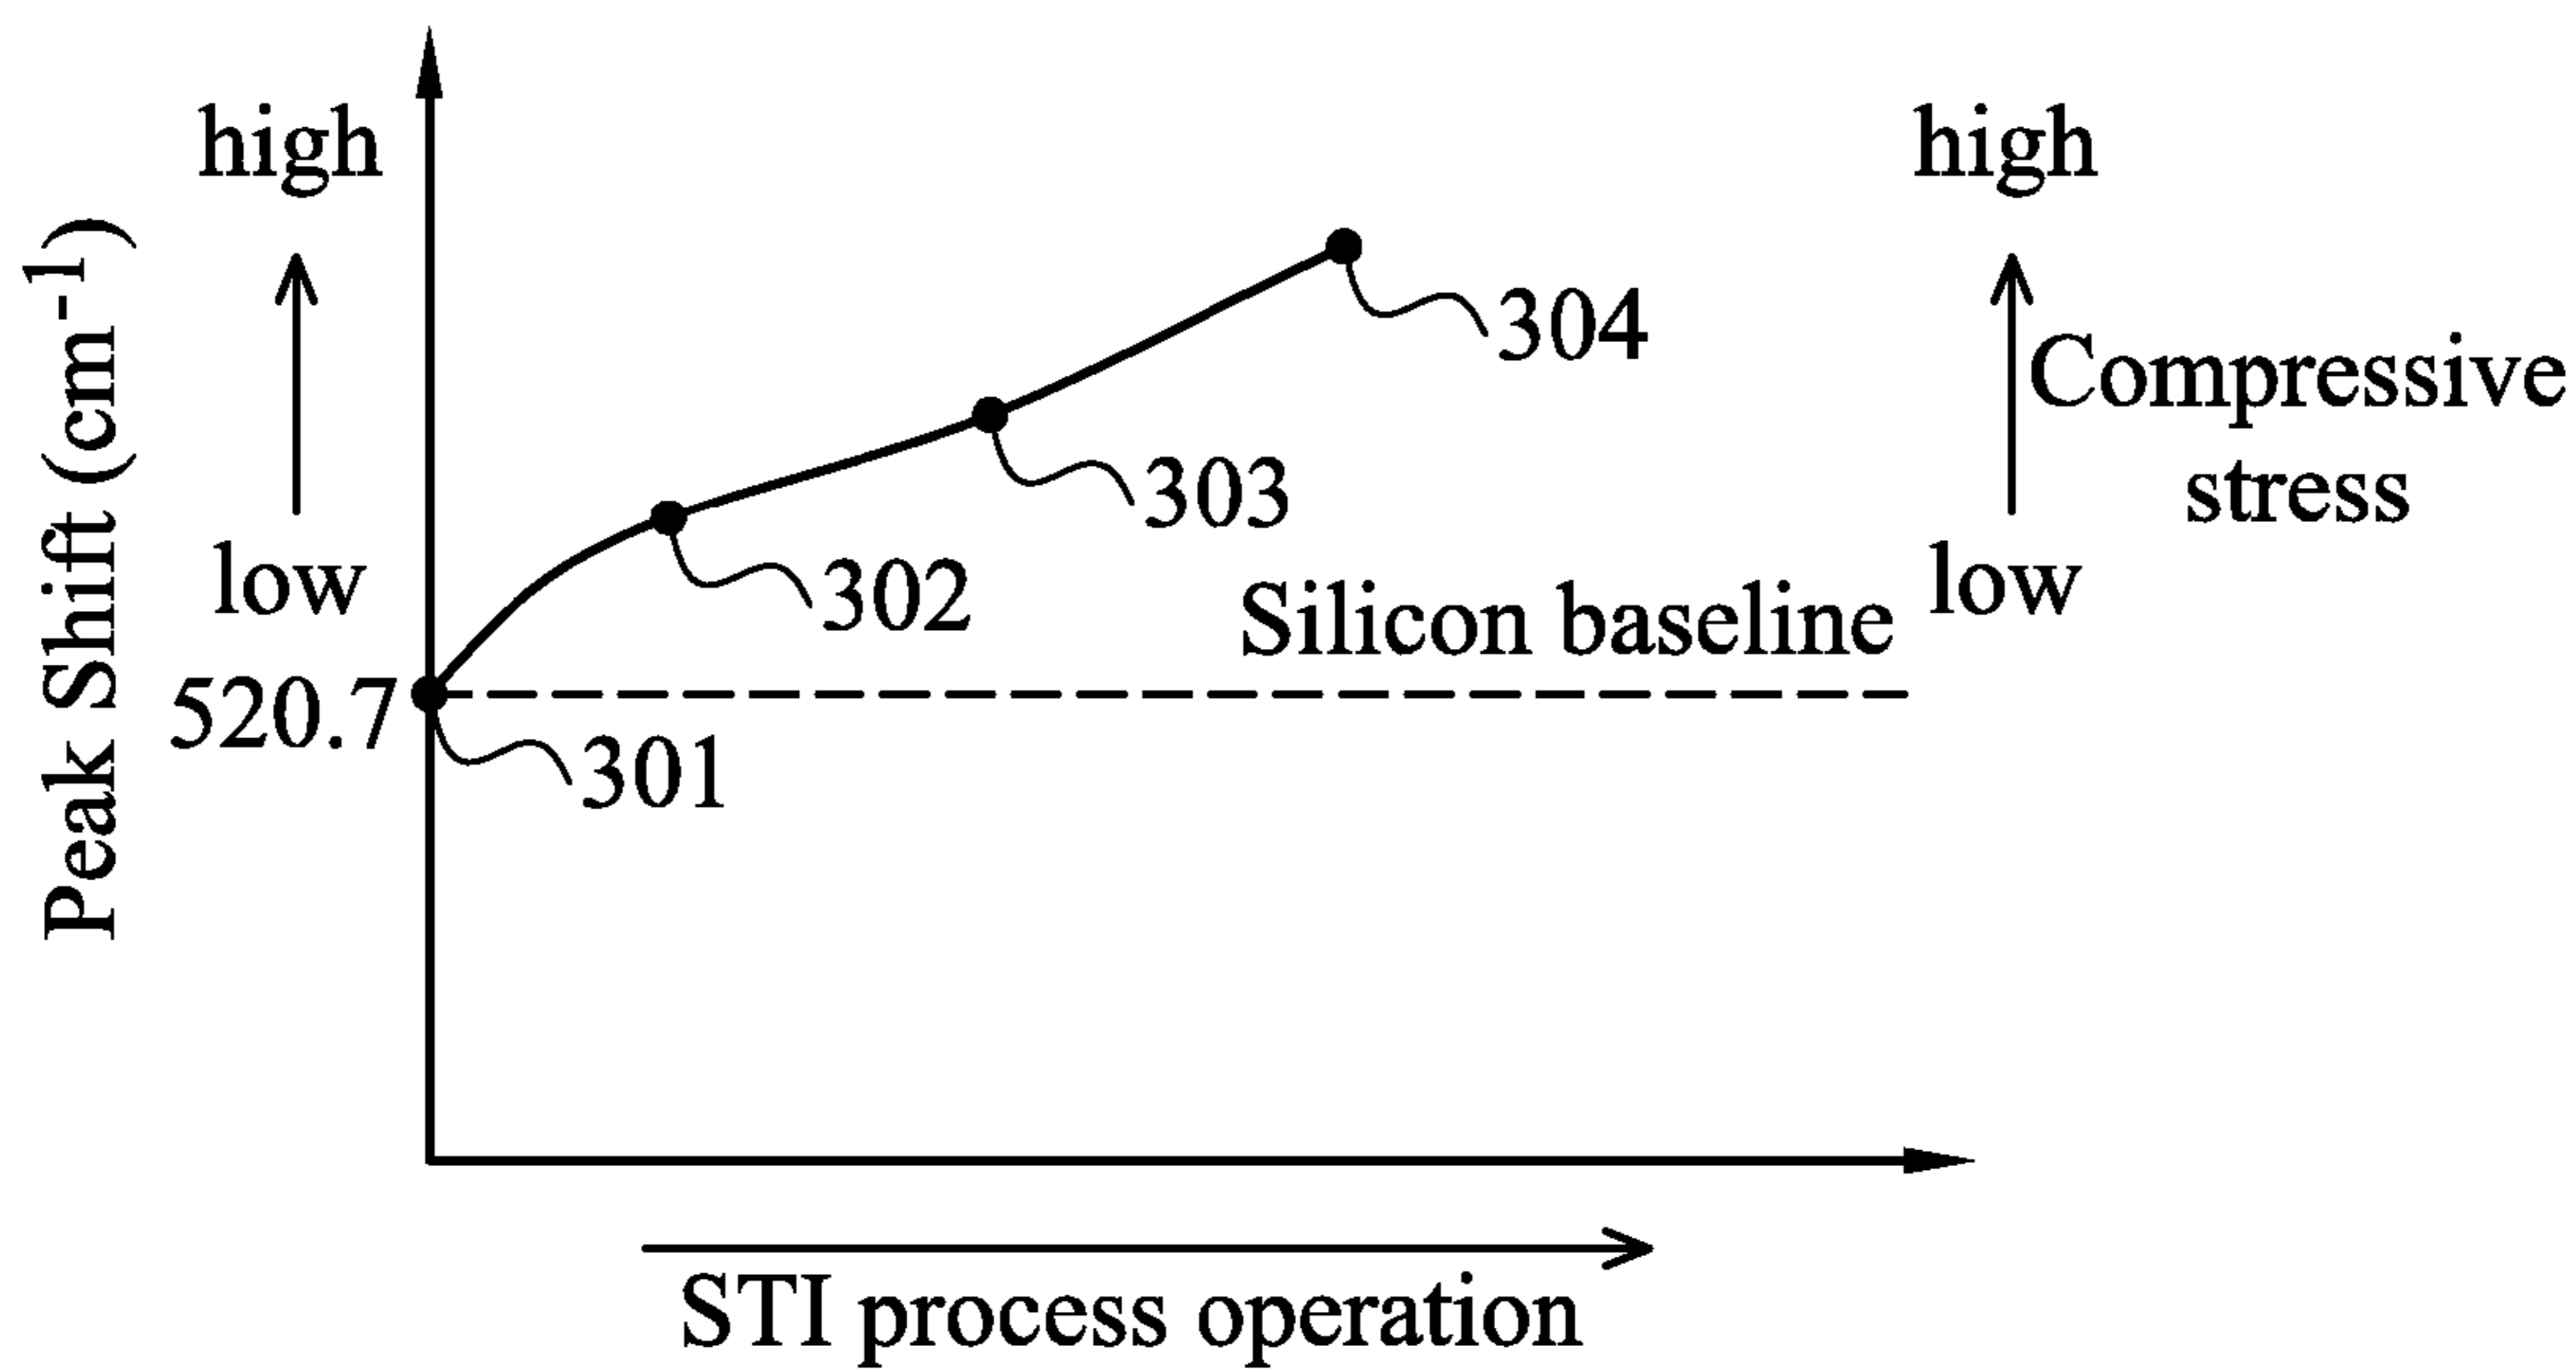 Peak Shift (cm-1)
high
low
520.7
301
302
303
304
Silicon baseline
high
Compressive
stress
low
STI process operation